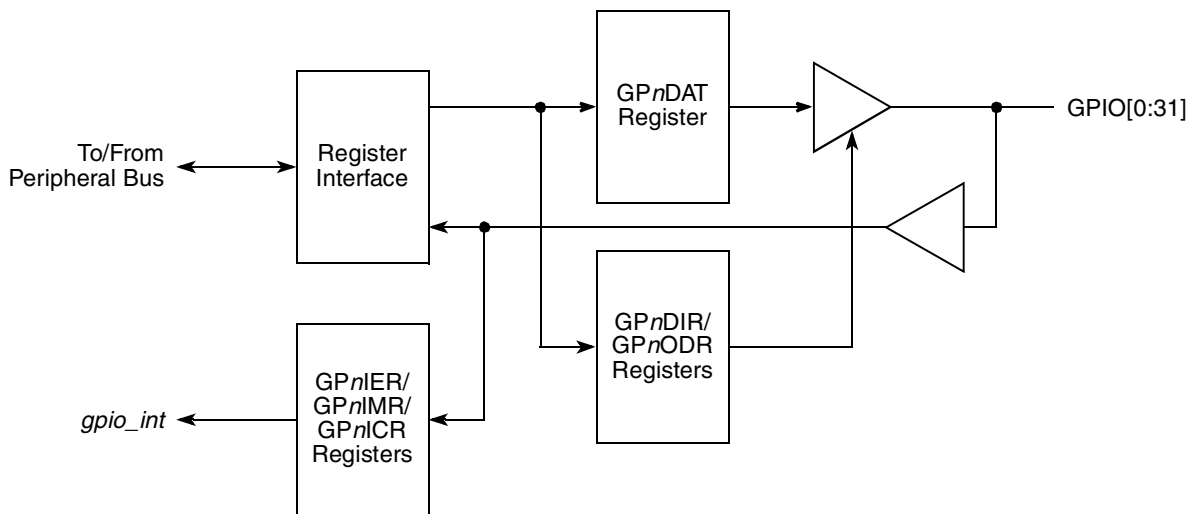 GPnDAT
Register
GPIO[0:31]
To/From
Peripheral Bus
Register
Interface
GPnDIR/
GPnODR
Registers
GPnIER/
GPnIMR/
GPnICR
Registers
gpio_int